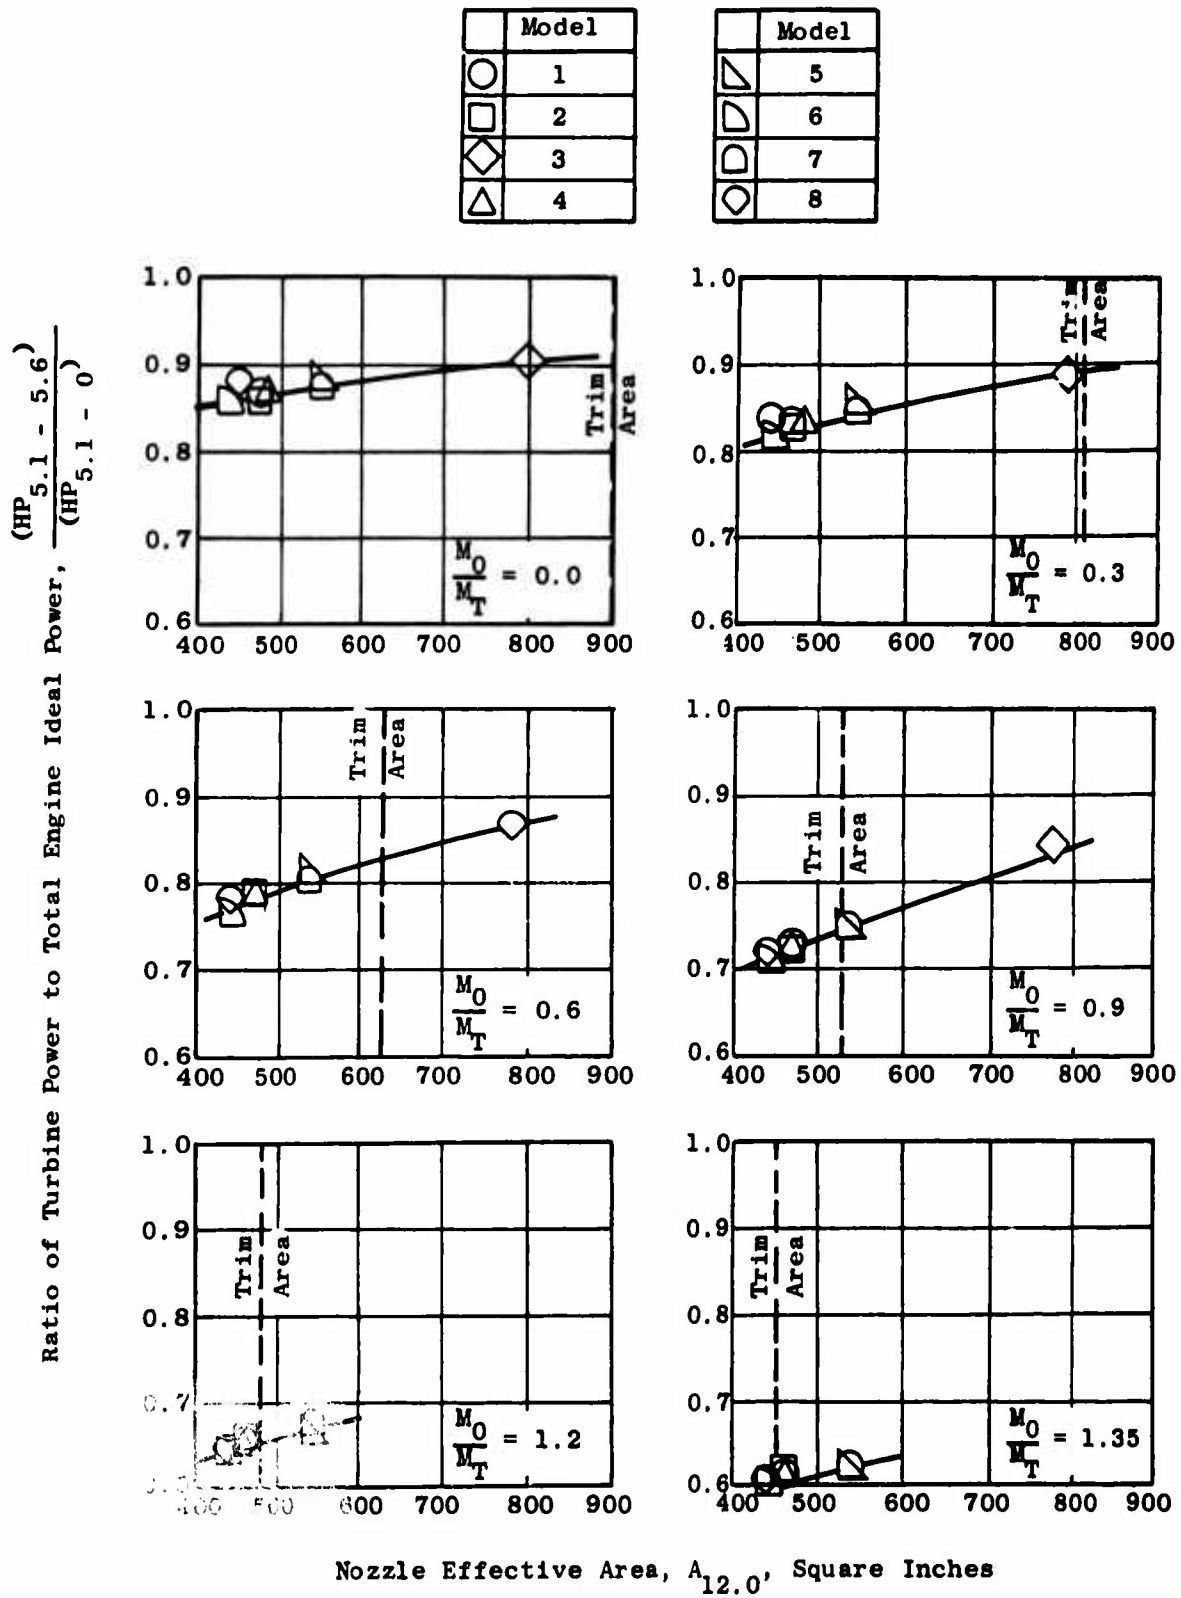 Model
1
2
3
4
Model
5
6
7
8
Ratio of Turbine Power to Total Engine Ideal Power, (HP5.1 - 5.6) / (HP5.1 - 0)
1.0
0.9
0.8
0.7
0.6
400 500 600 700 800 900
Trim
Area
M0/MT = 0.0
1.0
0.9
0.8
0.7
0.6
400 500 600 700 800 900
Trim
Area
M0/MT = 0.3
1.0
0.9
0.8
0.7
0.6
400 500 600 700 800 900
Trim
Area
M0/MT = 0.6
1.0
0.9
0.8
0.7
0.6
400 500 600 700 800 900
Trim
Area
M0/MT = 0.9
1.0
0.9
0.8
0.7
400 500 600 700 800 900
Trim
Area
M0/MT = 1.2
1.0
0.9
0.8
0.7
0.6
400 500 600 700 800 900
Trim
Area
M0/MT = 1.35
Nozzle Effective Area, A12.0, Square Inches